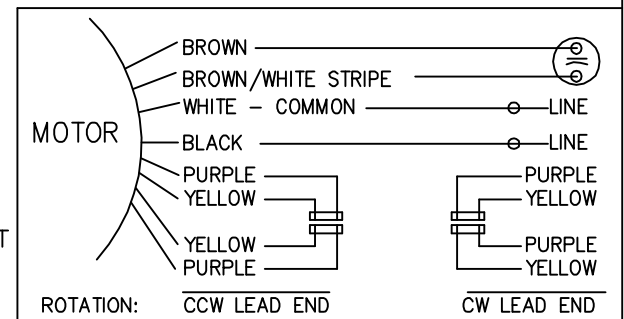 BROWN
BROWN/WHITE STRIPE
WHITE - COMMON LINE
MOTOR
BLACK LINE
PURPLE PURPLE
YELLOW YELLOW
T
YELLOW PURPLE
PURPLE YELLOW
ROTATION: CCW LEAD END CW LEAD END